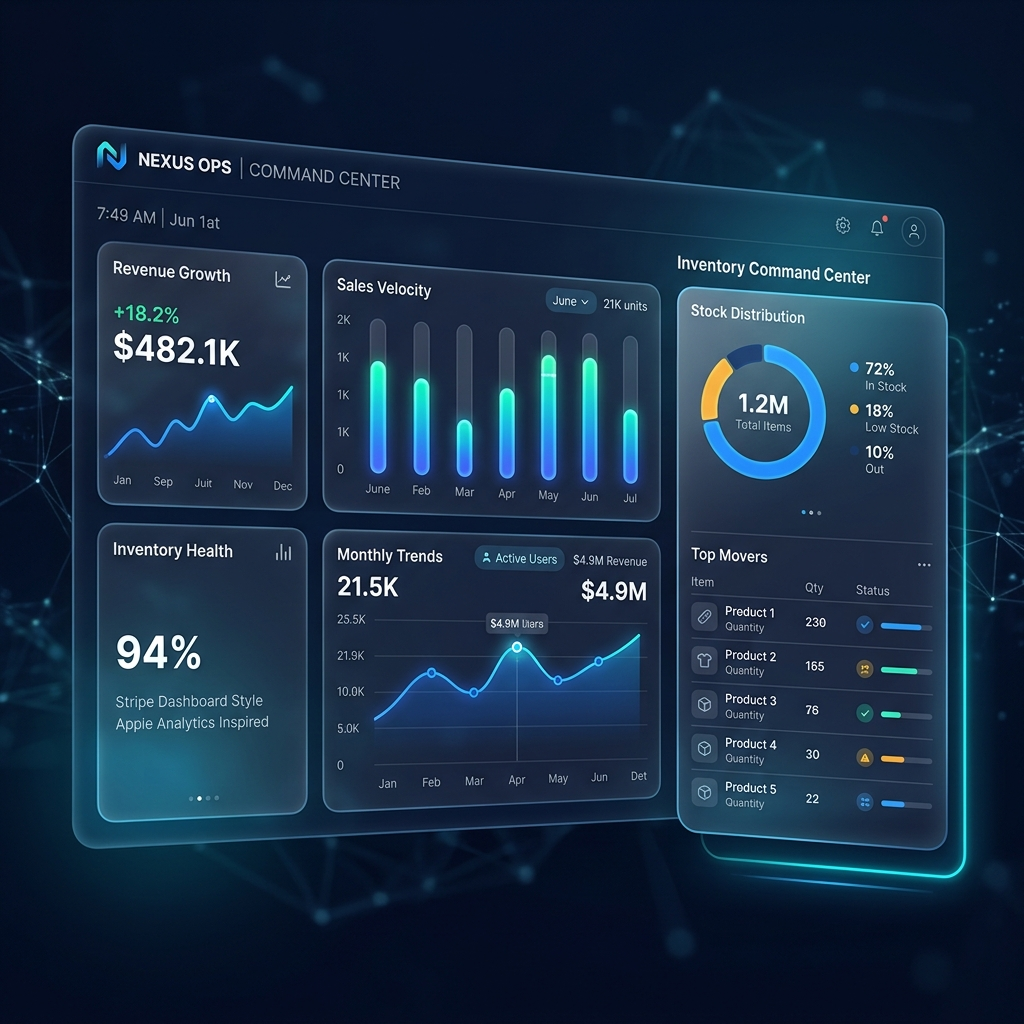 NEXUS OPS | COMMAND CENTER
7:49 AM | Jun 1at
Revenue Growth
+18.2%
$482.1K
Jan Sep Juit Nov Dec
Sales Velocity
June 21K units
2K
1K
1K
1K
0
June Feb Mar Apr May Jun Jul
Inventory Command Center
Stock Distribution
1.2M
Total Items
72%
In Stock
18%
Low Stock
10%
Out
Inventory Health
94%
Stripe Dashboard Style
Apple Analytics Inspired
Monthly Trends
Active Users
$4.9M Revenue
21.5K
$4.9M
25.5K
21.9K
10.0K
5.0K
0
$4.9M
Jan Feb Mar Apr May Jun Det
Top Movers
Item Qty Status
Product 1
Quantity
230
Product 2
Quantity
165
Product 3
Quantity
76
Product 4
Quantity
30
Product 5
Quantity
22